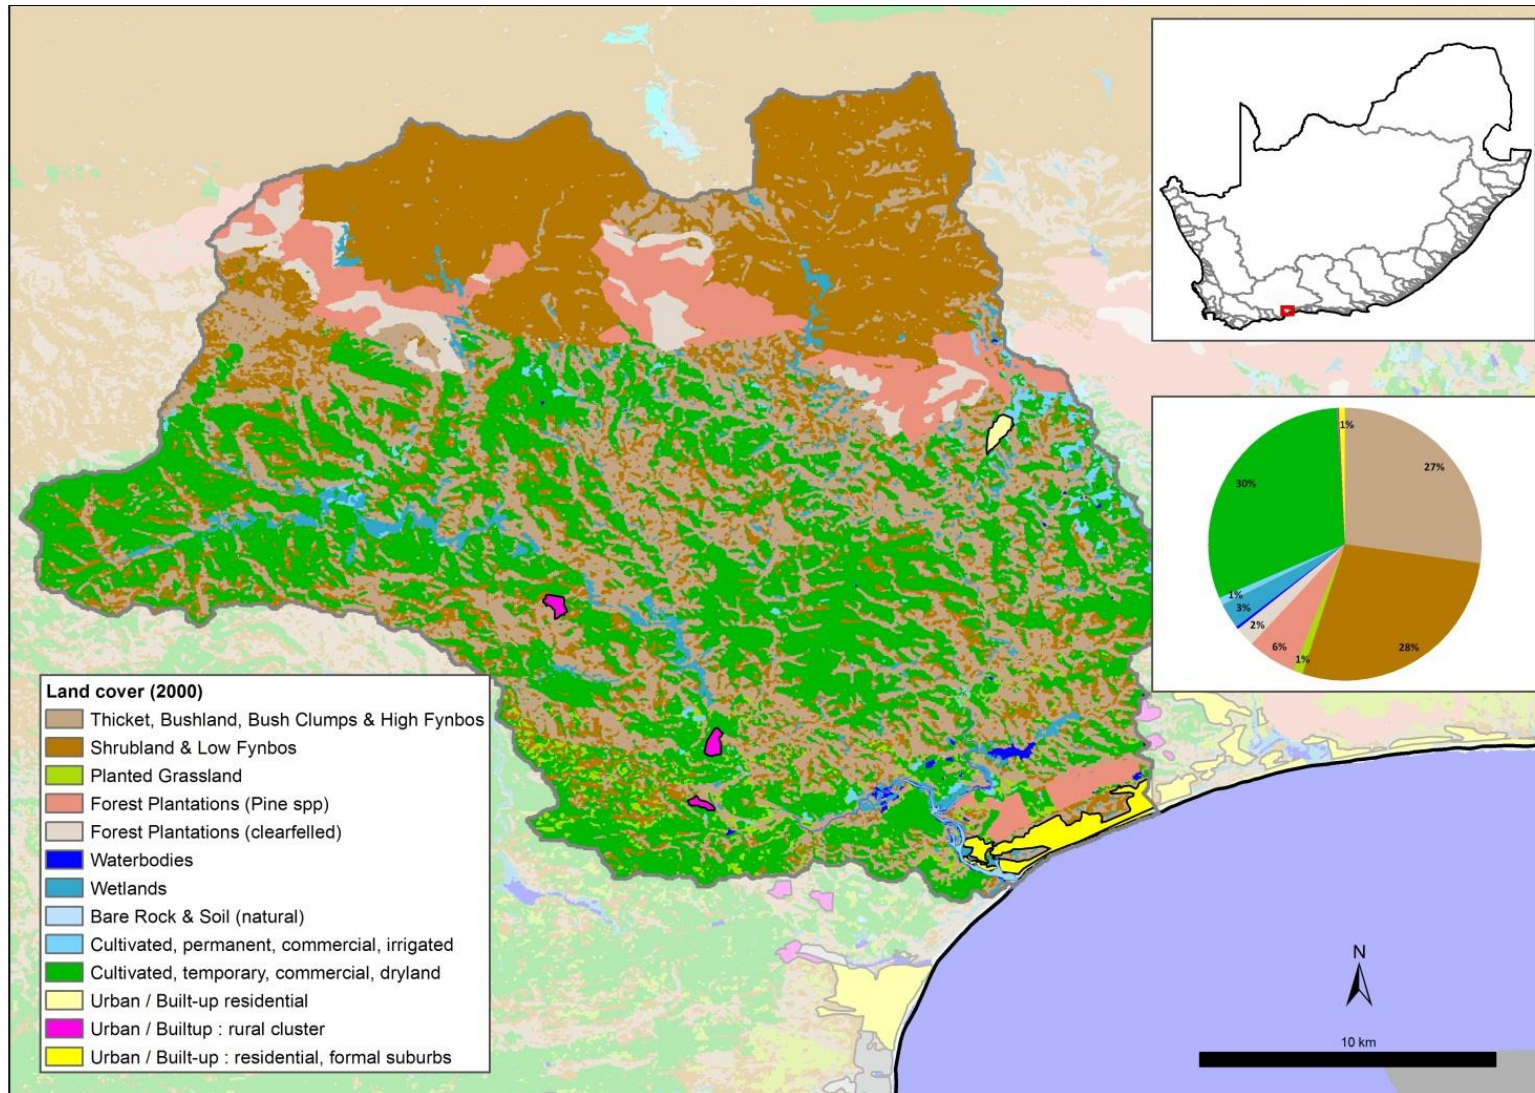 Land cover (2000)
Thicket, Bushland, Bush Clumps & High Fynbos
Shrubland & Low Fynbos
Planted Grassland
Forest Plantations (Pine spp)
Forest Plantations (clearfelled)
Waterbodies
Wetlands
Bare Rock & Soil (natural)
Cultivated, permanent, commercial, irrigated
Cultivated, temporary, commercial, dryland
Urban / Built-up residential
Urban / Builtup : rural cluster
Urban / Built-up : residential, formal suburbs
1%
27%
30%
1%
3%
2%
6%
1%
28%
N
10 km